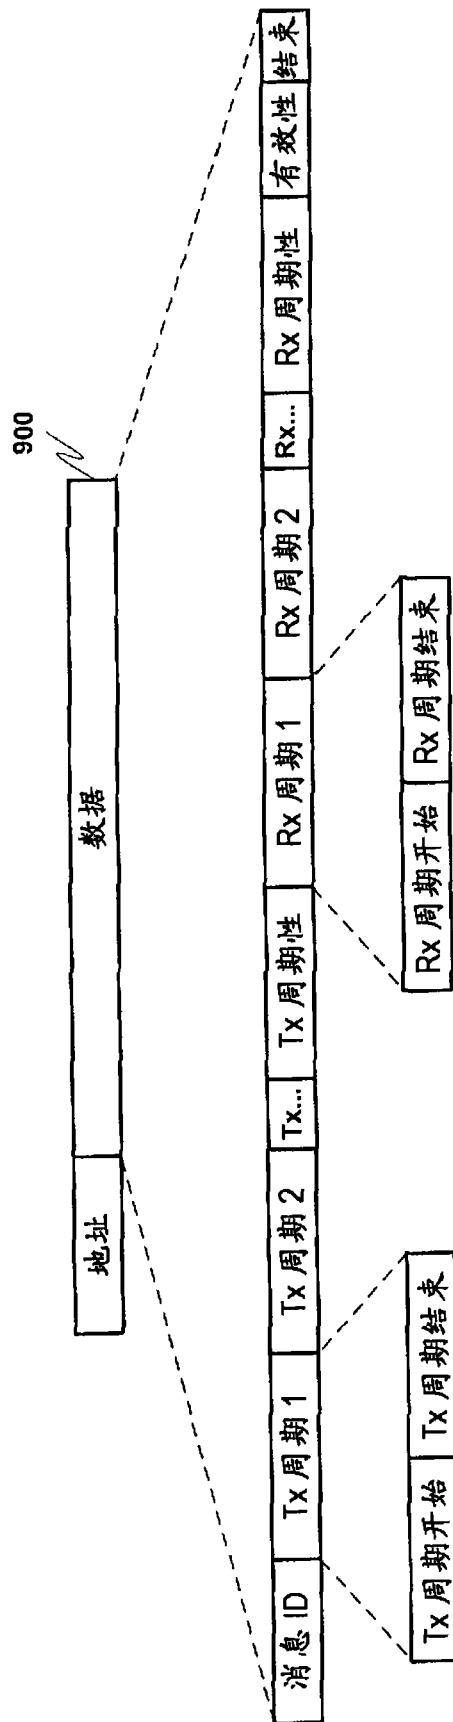 900
地址
数据
消息 ID
Tx 周期 1
Tx 周期 2
Tx...
Tx 周期性
Rx 周期 1
Rx 周期 2
Rx...
Rx 周期性
有效性
结束
Tx 周期开始
Tx 周期结束
Rx 周期开始
Rx 周期结束